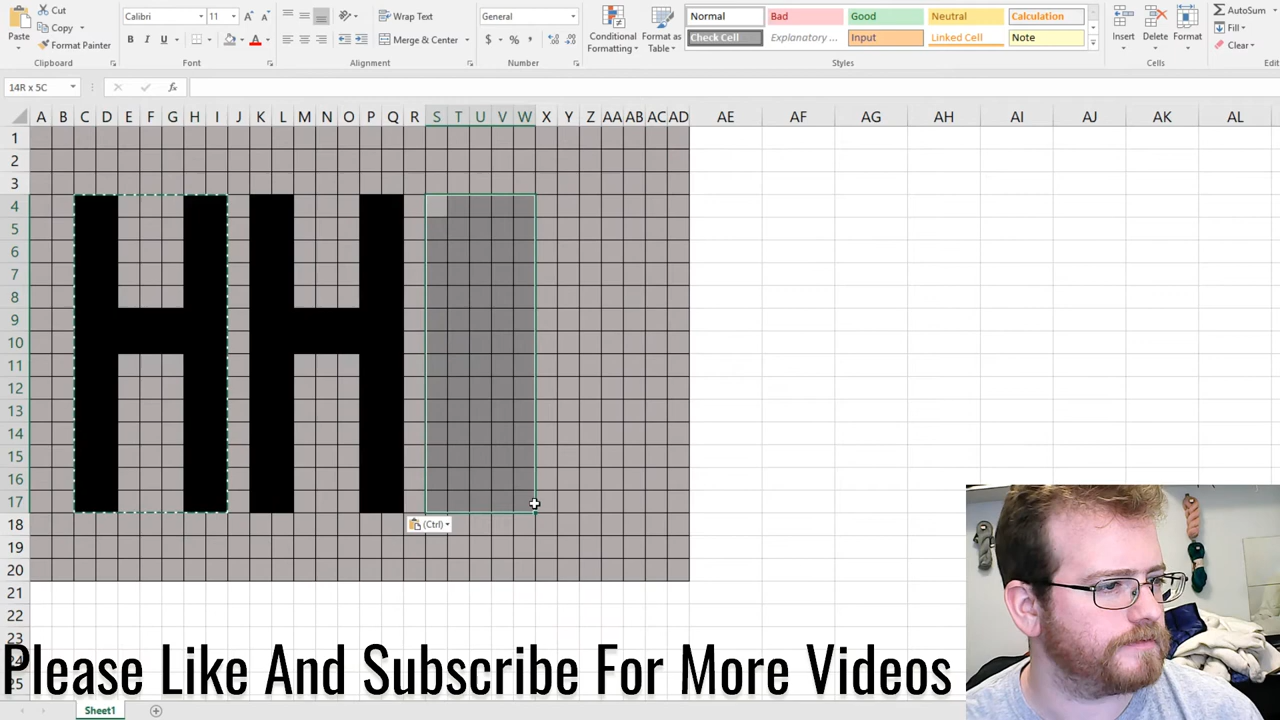 Cut
Calibri 11 A A
Wrap Text
General
Normal Bad Good Neutral Calculation
AutoSum
Copy
Fill
Paste
Format Painter
B I U A
Merge & Center
$ % ,
Conditional Formatting
Format as Table
Check Cell Explanatory ... Input Linked Cell Note
Insert Delete Format
Clear
Clipboard Font Alignment Number Styles Cells
14R x 5C fx
A B C D E F G H I J K L M N O P Q R S T U V W X Y Z AA AB AC AD AE AF AG AH AI AJ AK AL
1
2
3
4
5
6
7
8
9
10
11
12
13
14
15
16
17
(Ctrl)
18
19
20
21
22
23
Please Like And Subscribe For More Videos
25
Sheet1